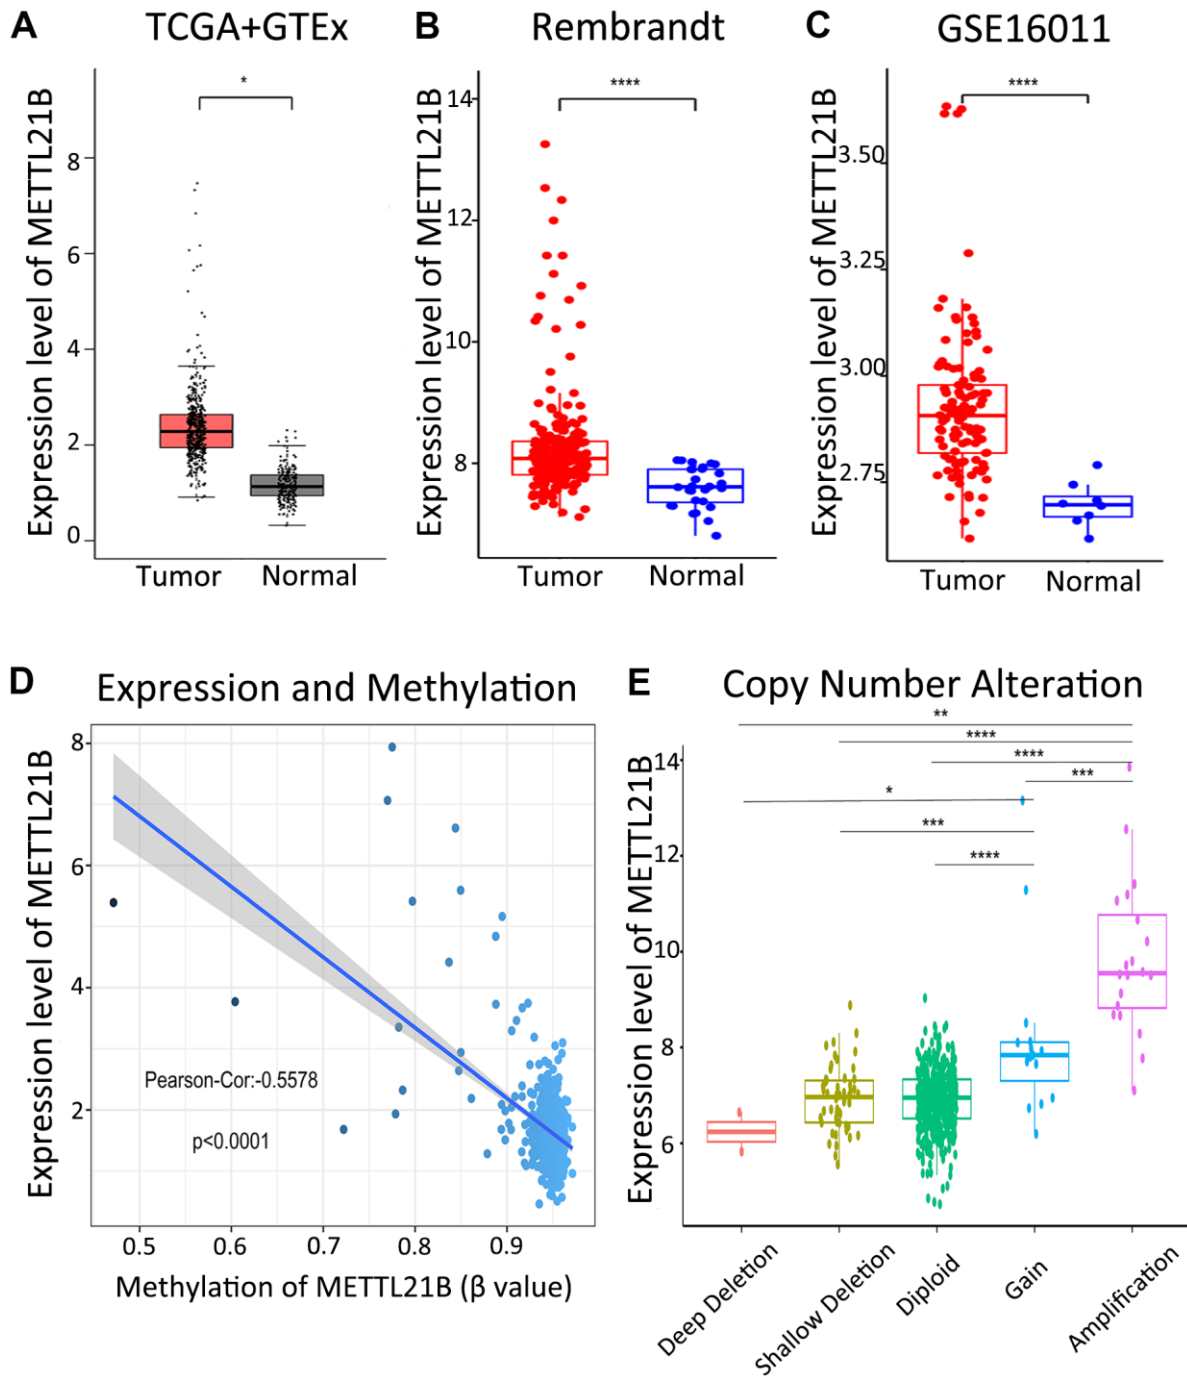 A TCGA+GTEx
Expression level of METTL21B
8
6
4
2
0
*
Tumor Normal
B Rembrandt
Expression level of METTL21B
14
12
10
8
****
Tumor Normal
C GSE16011
Expression level of METTL21B
3.50
3.25
3.00
2.75
****
Tumor Normal
D Expression and Methylation
Expression level of METTL21B
8
6
4
2
Pearson-Cor:-0.5578
p<0.0001
0.5 0.6 0.7 0.8 0.9
Methylation of METTL21B (β value)
E Copy Number Alteration
Expression level of METTL21B
14
12
10
8
6
**
****
****
***
*
***
****
Deep Deletion
Shallow Deletion
Diploid
Gain
Amplification